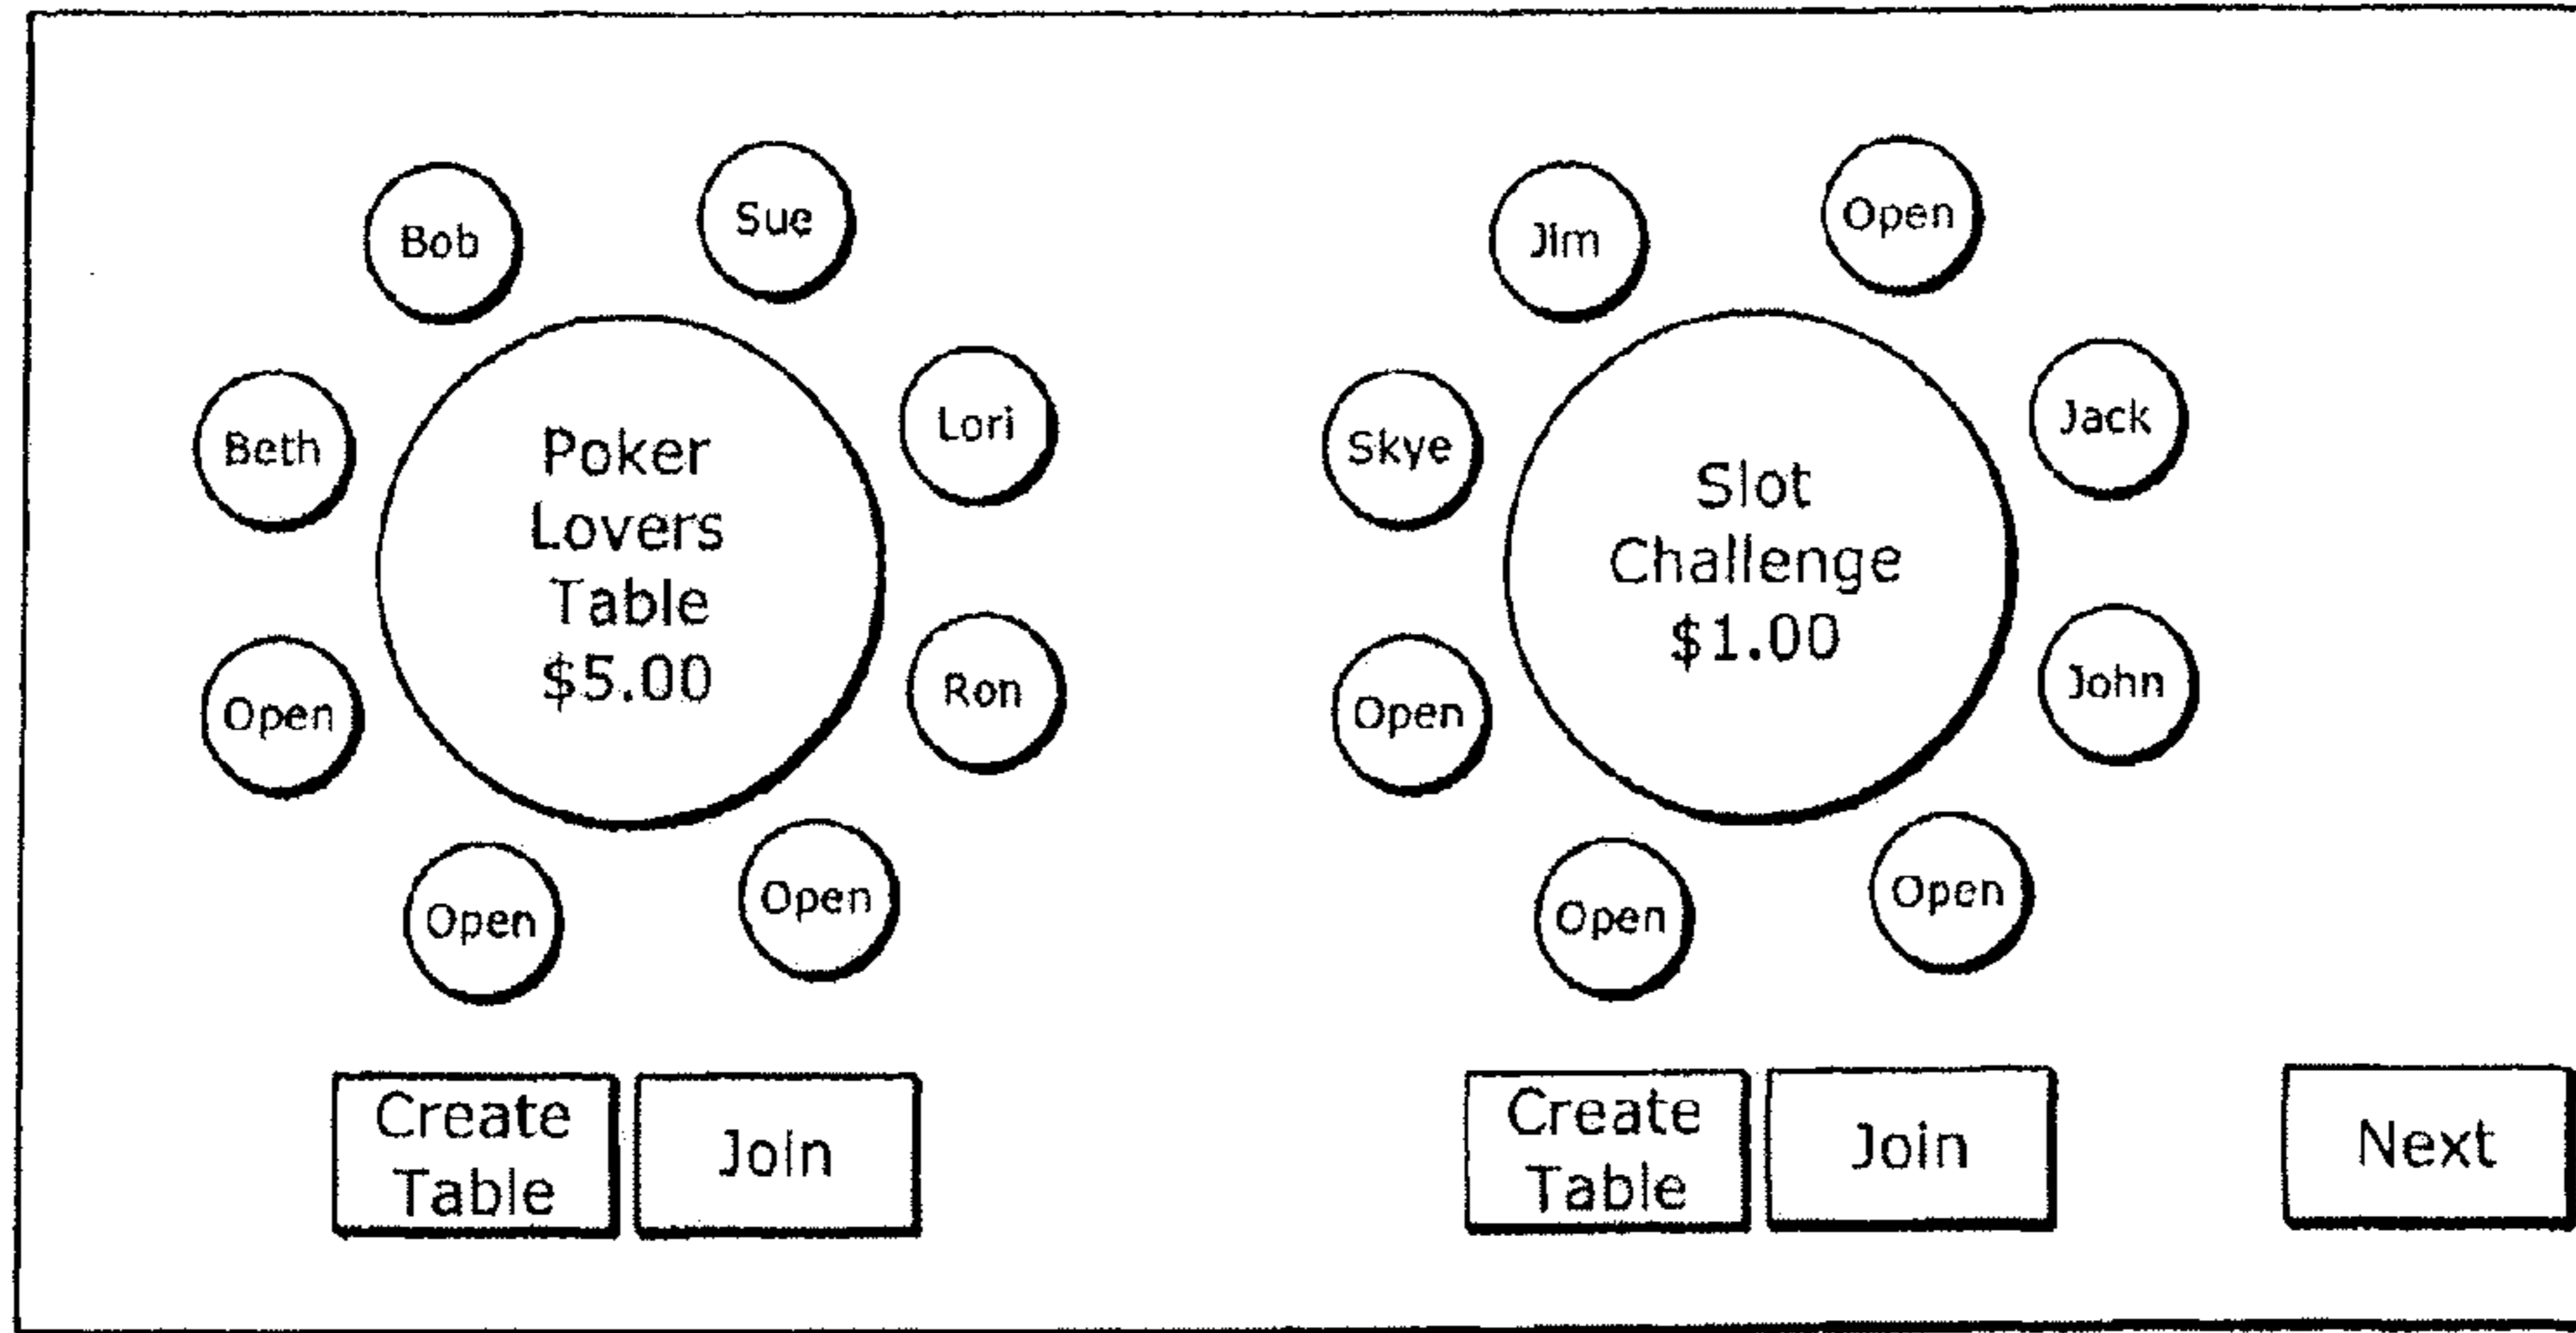 Bob
Sue
Beth
Lori
Poker
Lovers
Table
$5.00
Open
Ron
Open
Open
Jim
Open
Skye
Jack
Slot
Challenge
$1.00
Open
John
Open
Open
Create
Table
Join
Create
Table
Join
Next